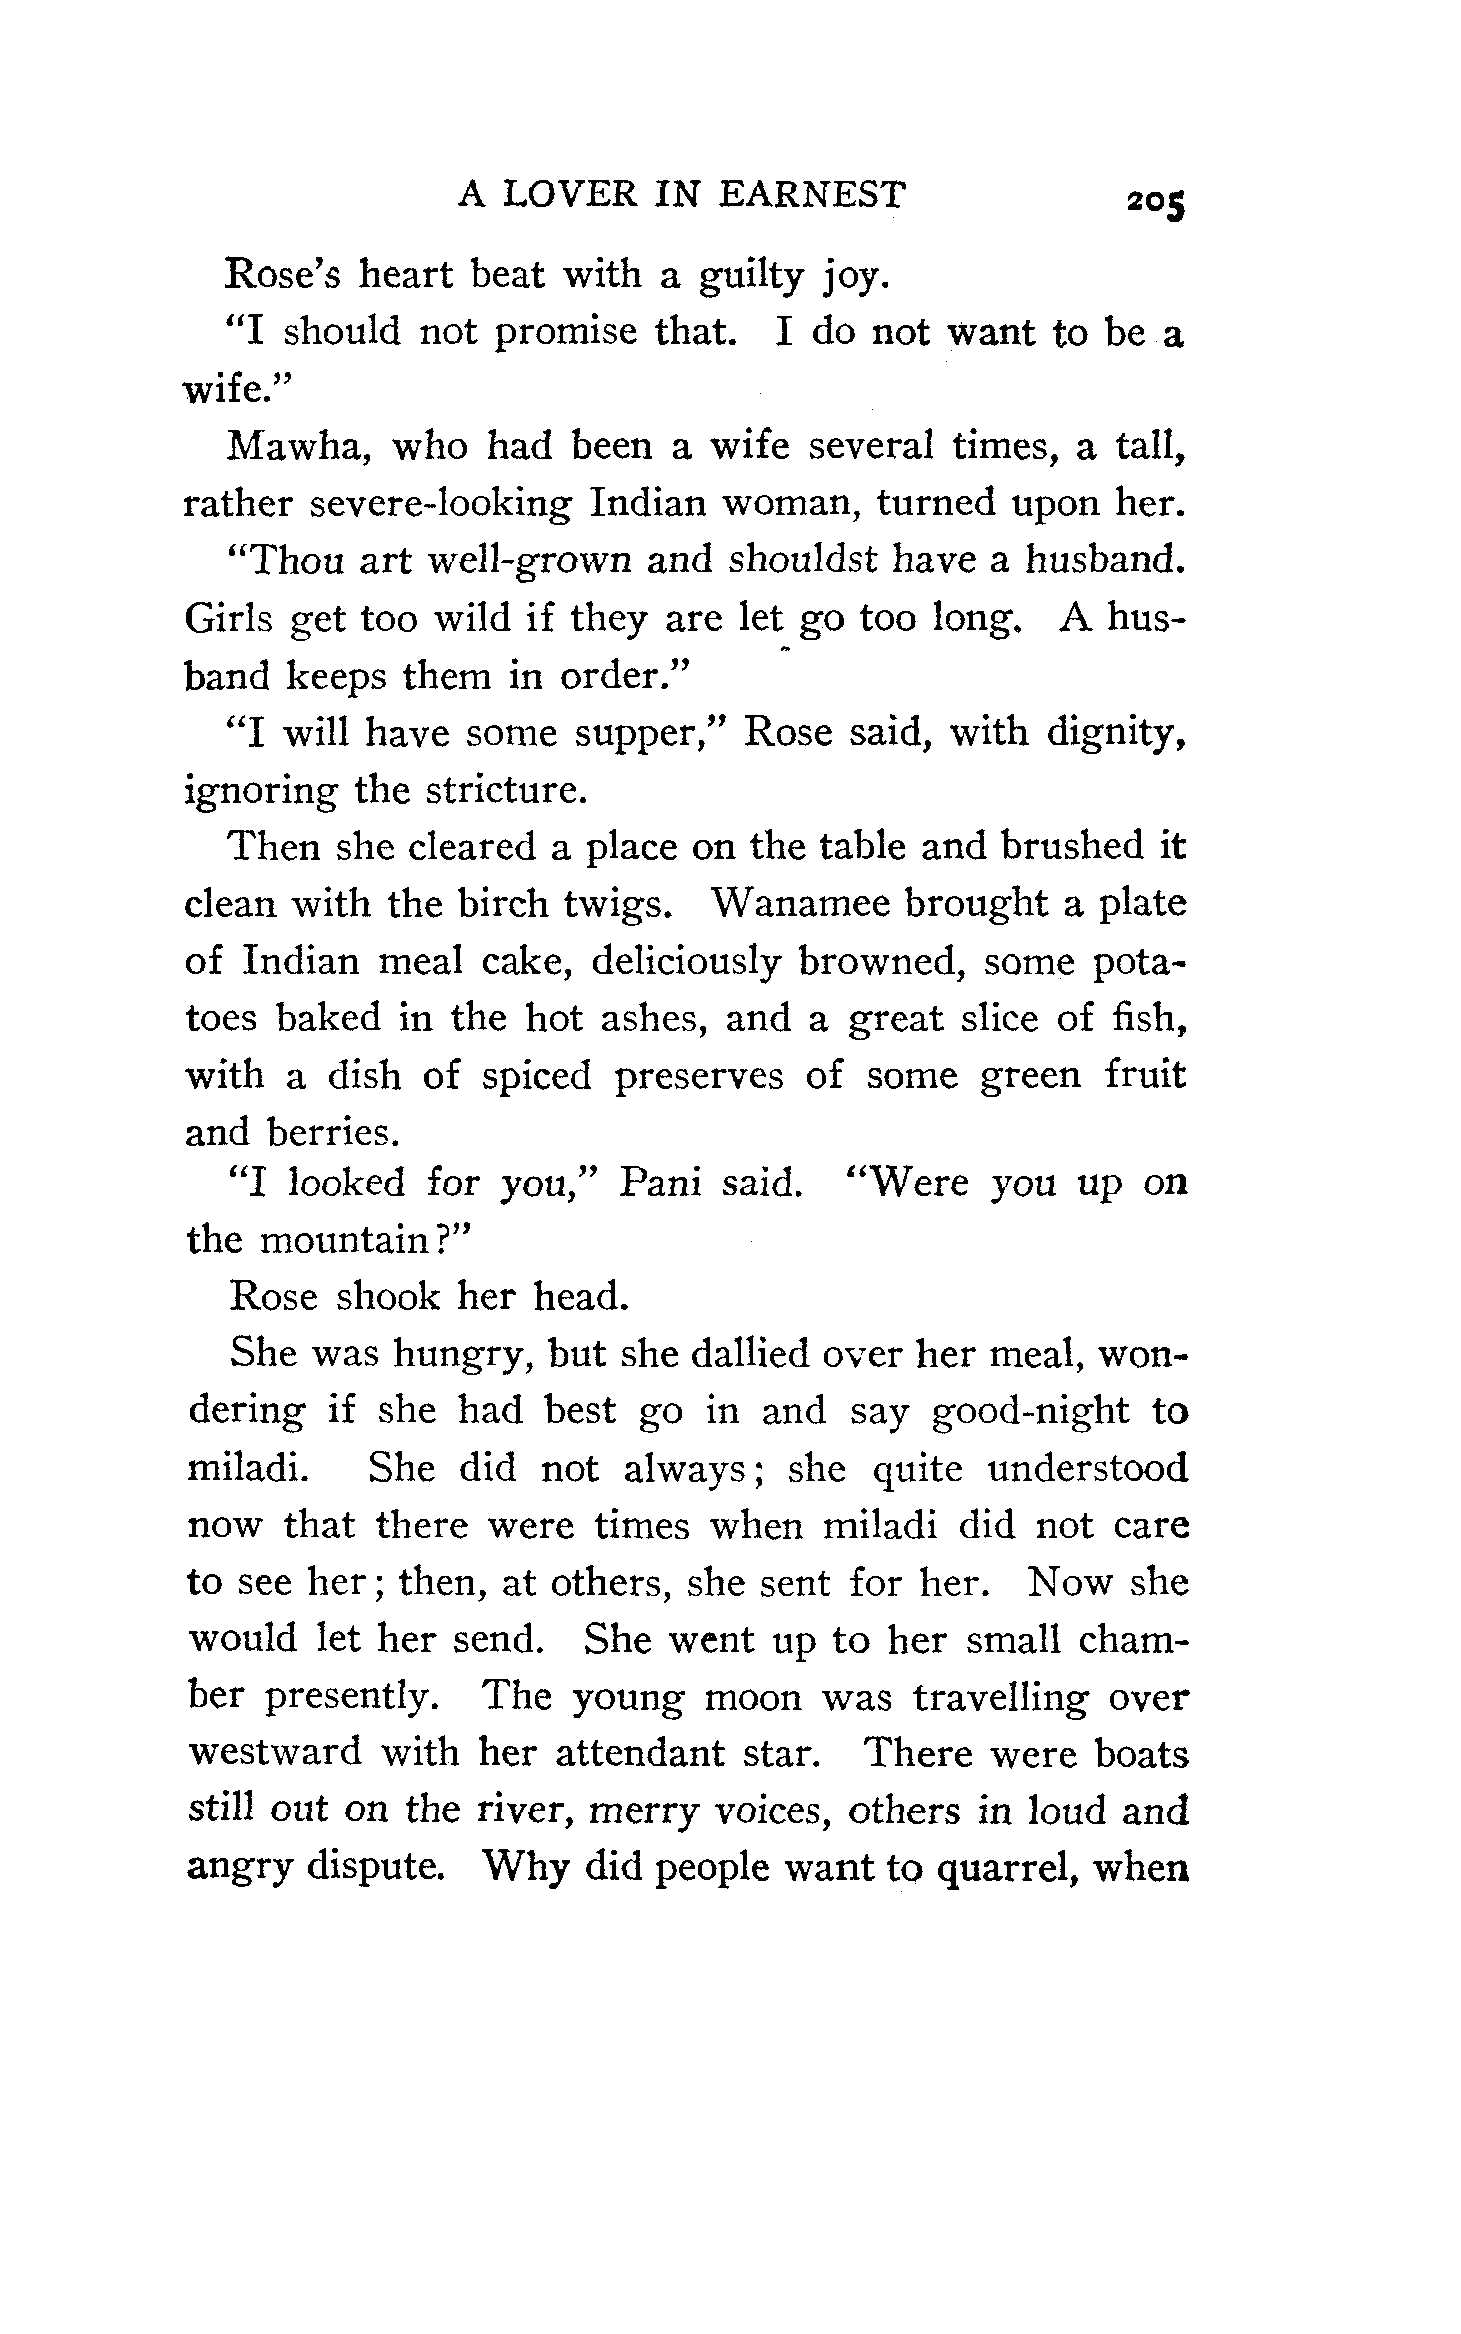 A LOVER IN EARNEST 205
Rose's heart beat with a guilty joy.
"I should not promise that. I do not want to be a
wife."
Mawha, who had been a wife several times, a tall,
rather severe-looking Indian woman, turned upon her.
"Thou art well-grown and shouldst have a husband.
Girls get too wild if they are let go too long. A hus-
band keeps them in order."
"I will have some supper," Rose said, with dignity,
ignoring the stricture.
Then she cleared a place on the table and brushed it
clean with the birch twigs. Wanamee brought a plate
of Indian meal cake, deliciously browned, some pota-
toes baked in the hot ashes, and a great slice of fish,
with a dish of spiced preserves of some green fruit
and berries.
"I looked for you," Pani said. "Were you up on
the mountain?"
Rose shook her head.
She was hungry, but she dallied over her meal, won-
dering if she had best go in and say good-night to
miladi. She did not always; she quite understood
now that there were times when miladi did not care
to see her; then, at others, she sent for her. Now she
would let her send. She went up to her small cham-
ber presently. The young moon was travelling over
westward with her attendant star. There were boats
still out on the river, merry voices, others in loud and
angry dispute. Why did people want to quarrel, when